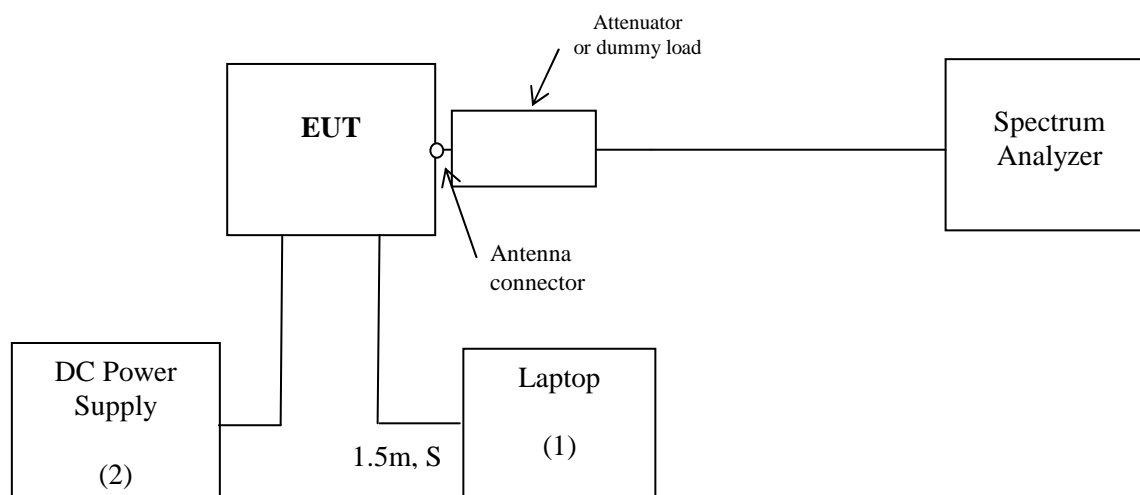 Attenuator
or dummy load
EUT
Spectrum
Analyzer
Antenna
connector
DC Power
Supply
(2)
1.5m, S
Laptop
(1)